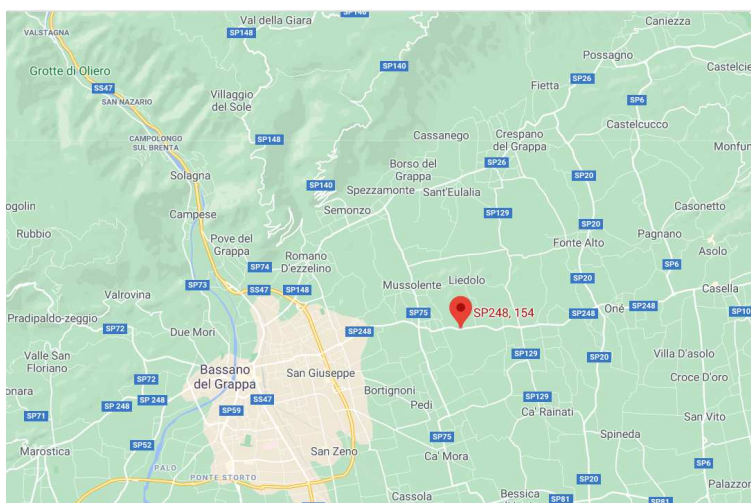 Val della Giara
SP148
Caniezza
VALSTAGNA
SP148
Possagno
SP140
Grotte di Oliero
Castelcie
SS47
Fietta
SP26
SAN NAZARIO
Villaggio
del Sole
SP6
Cassanego
Crespano
del Grappa
Castelcucco
CAMPOLONGO
SUL BRENTA
SP148
Monfun
Borso del
Grappa
SP26
Solagna
SP20
SP140
Spezzamonte
Sant'Eulalia
ogolin
Campese
Semonzo
SP129
Casonetto
SP20
Rubbio
Pove del
Grappa
Pagnano
Fonte Alto
Asolo
Romano
D'ezzelino
SP74
SP6
SP73
Mussolente
Liedolo
SP20
Valrovina
SS47
SP148
Casella
SP248, 154
Oné
SP248
Pradipaldo-zeggio
SP75
SP248
SP10
SP72
Due Mori
SP248
Valle San
Floriano
SP129
SP20
Villa D'asolo
Bassano
del Grappa
San Giuseppe
Croce D'oro
SP72
onara
Bortignoni
SP129
SP 248
SP 248
SS47
Pedi
SP71
SP59
Ca' Rainati
San Vito
SP75
Spineda
SP52
Marostica
San Zeno
Ca' Mora
SP6
PALO
PONTE STORTO
SP20
Palazzor
Cassola
Bessica
SP81
SP81